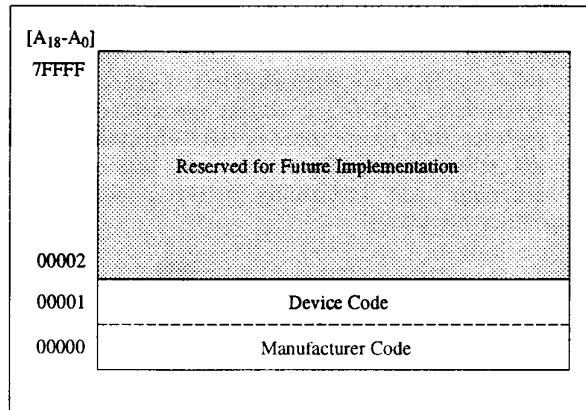 [A18-A0]
7FFFF
Reserved for Future Implementation
00002
00001 Device Code
00000 Manufacturer Code